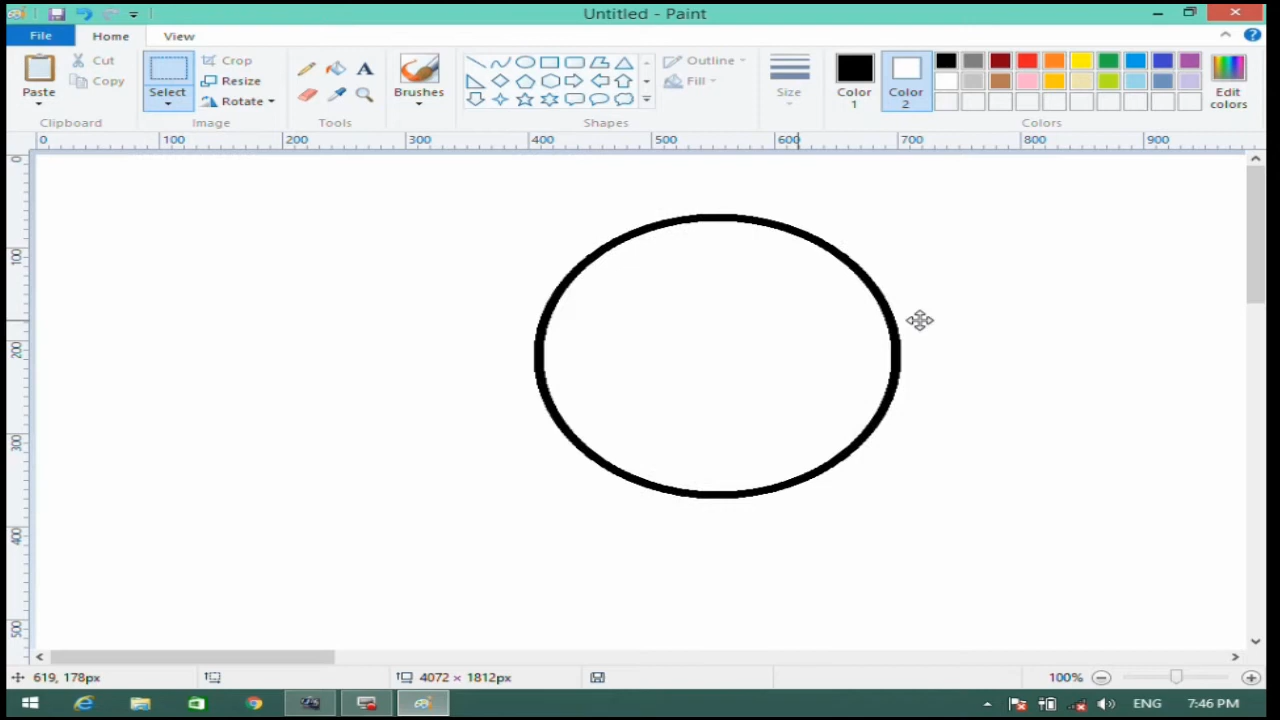 Untitled - Paint
File Home View
Cut Crop Outline
Copy Resize Fill
Paste Select Rotate Brushes Size Color 1 Color 2 Edit colors
Clipboard Image Tools Shapes Colors
0 100 200 300 400 500 600 700 800 900
0
100
200
300
400
500
619, 178px 4072 × 1812px 100%
ENG 7:46 PM